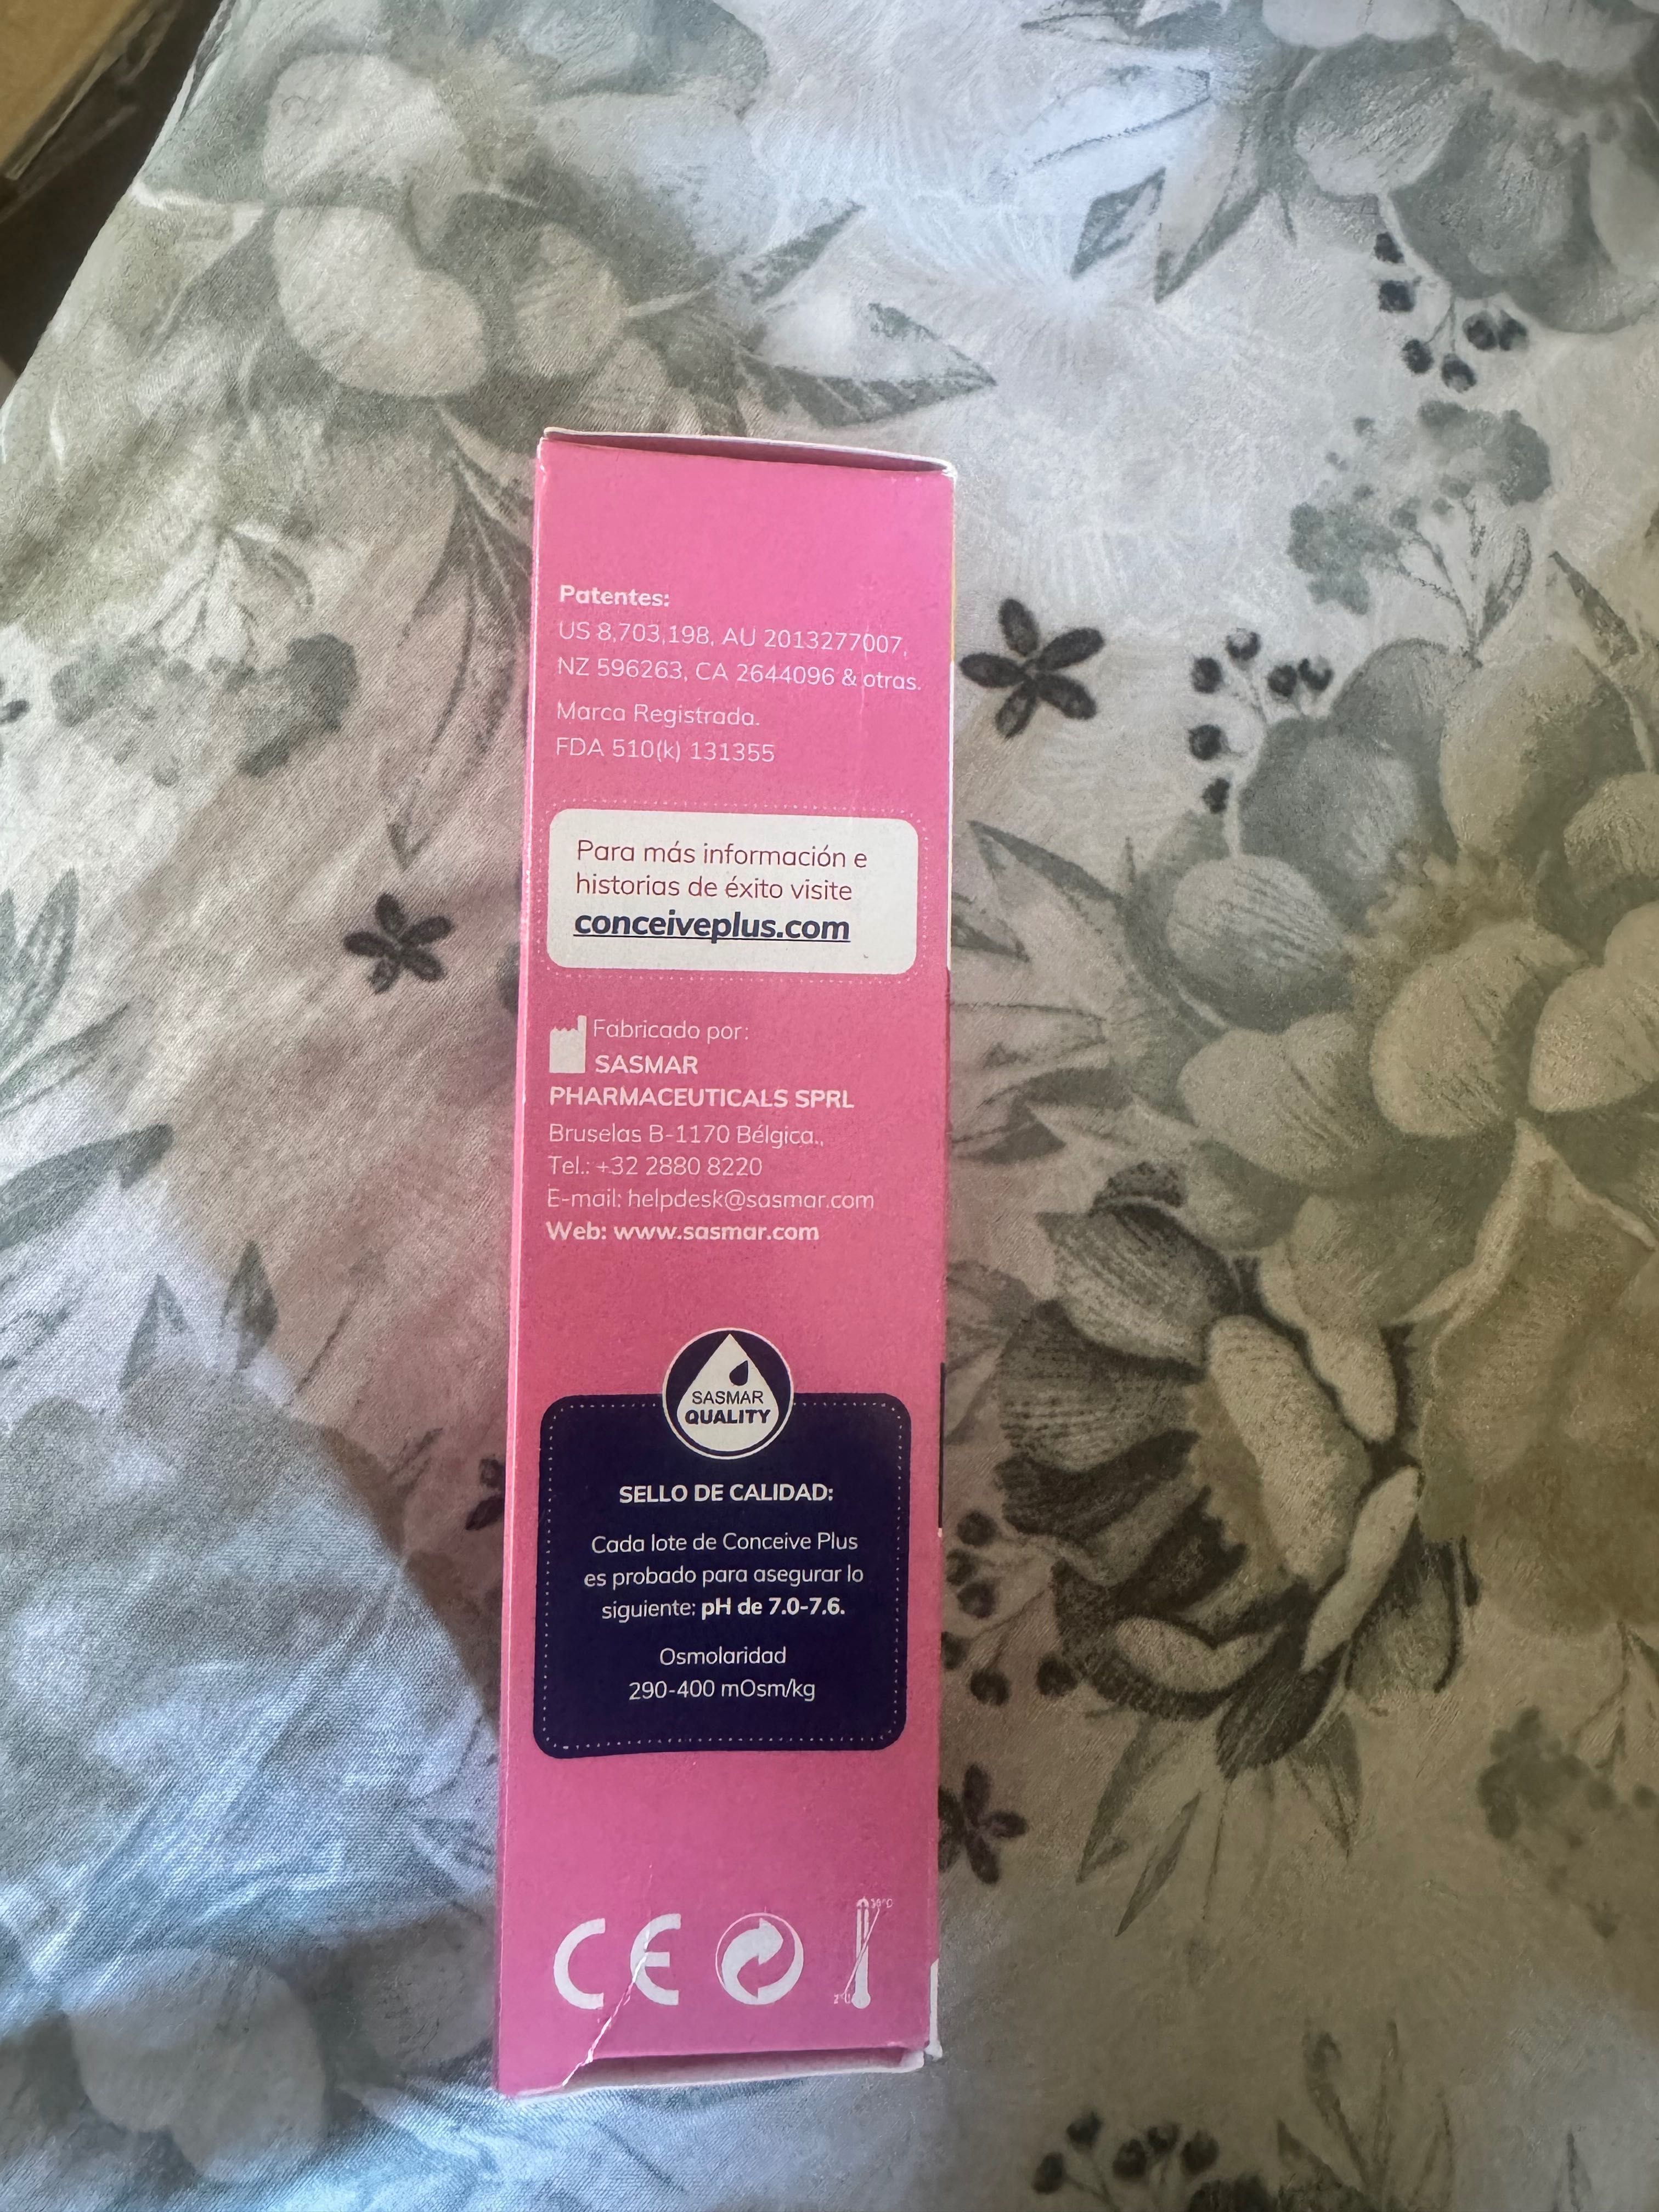 Patentes:
US 8,703,198, AU 2013277007,
NZ 596263, CA 2644096 & otras.
Marca Registrada.
FDA 510(k) 131355
Para más información e
historias de éxito visite
conceiveplus.com
Fabricado por:
SASMAR
PHARMACEUTICALS SPRL
Bruselas B-1170 Bélgica.,
Tel.: +32 2880 8220
E-mail: helpdesk@sasmar.com
Web: www.sasmar.com
SASMAR
QUALITY
SELLO DE CALIDAD:
Cada lote de Conceive Plus
es probado para asegurar lo
siguiente: pH de 7.0-7.6.
Osmolaridad
290-400 mOsm/kg
CE
2°C